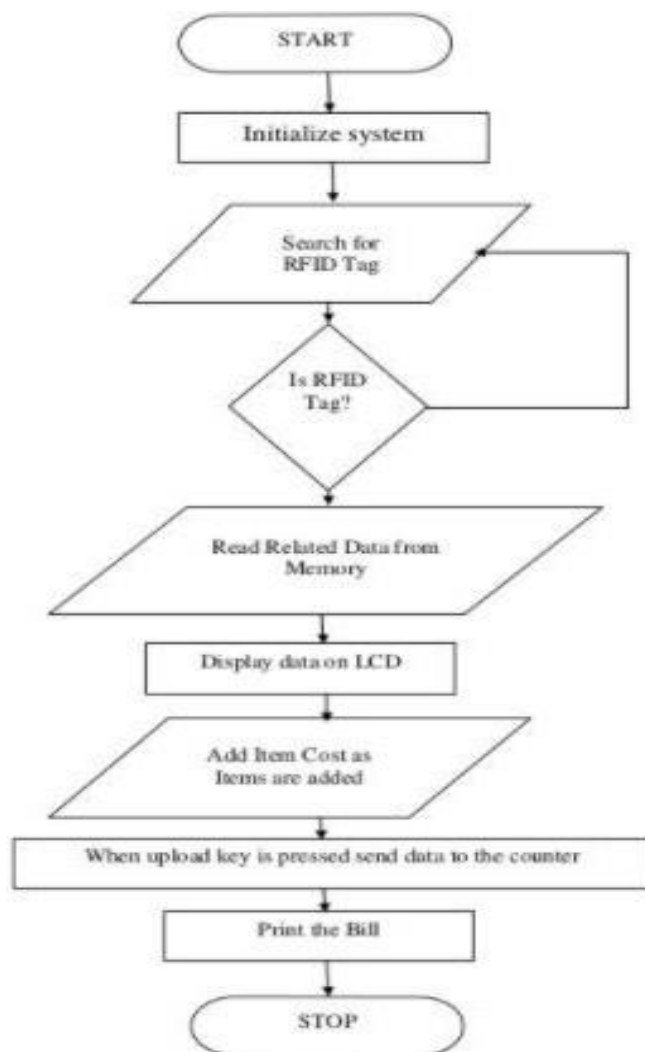 START
Initialize system
Search for
RFID Tag
Is RFID
Tag?
Read Related Data from
Memory
Display data on LCD
Add Item Cost as
Items are added
When upload key is pressed send data to the counter
Print the Bill
STOP